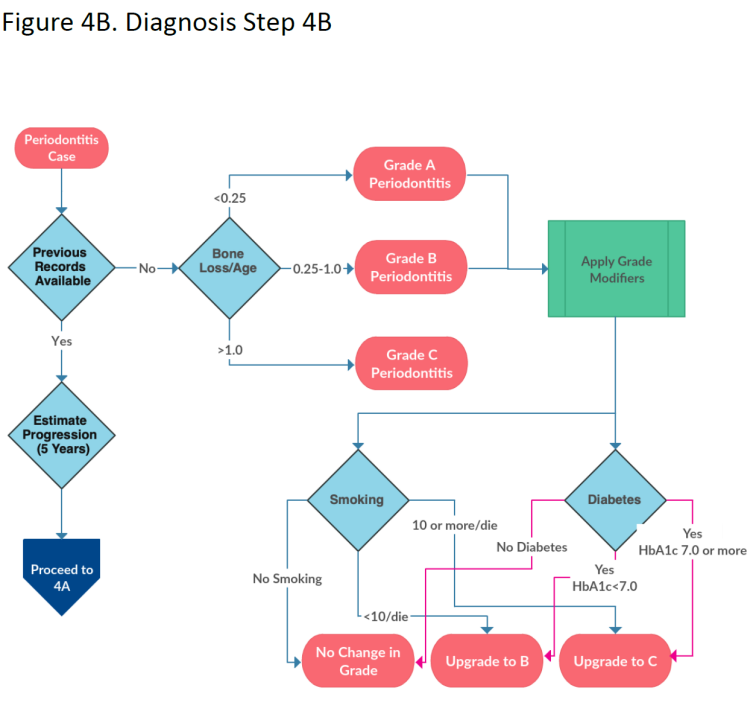 Figure 4B. Diagnosis Step 4B
Periodontitis
Case
Previous
Records
Available
No
Bone
Loss/Age
<0.25
0.25-1.0
>1.0
Grade A
Periodontitis
Grade B
Periodontitis
Grade C
Periodontitis
Apply Grade
Modifiers
Yes
Estimate
Progression
(5 Years)
Proceed to
4A
Smoking
Diabetes
10 or more/die
No Diabetes
Yes
HbA1c 7.0 or more
Yes
HbA1c<7.0
No Smoking
<10/die
No Change in
Grade
Upgrade to B
Upgrade to C